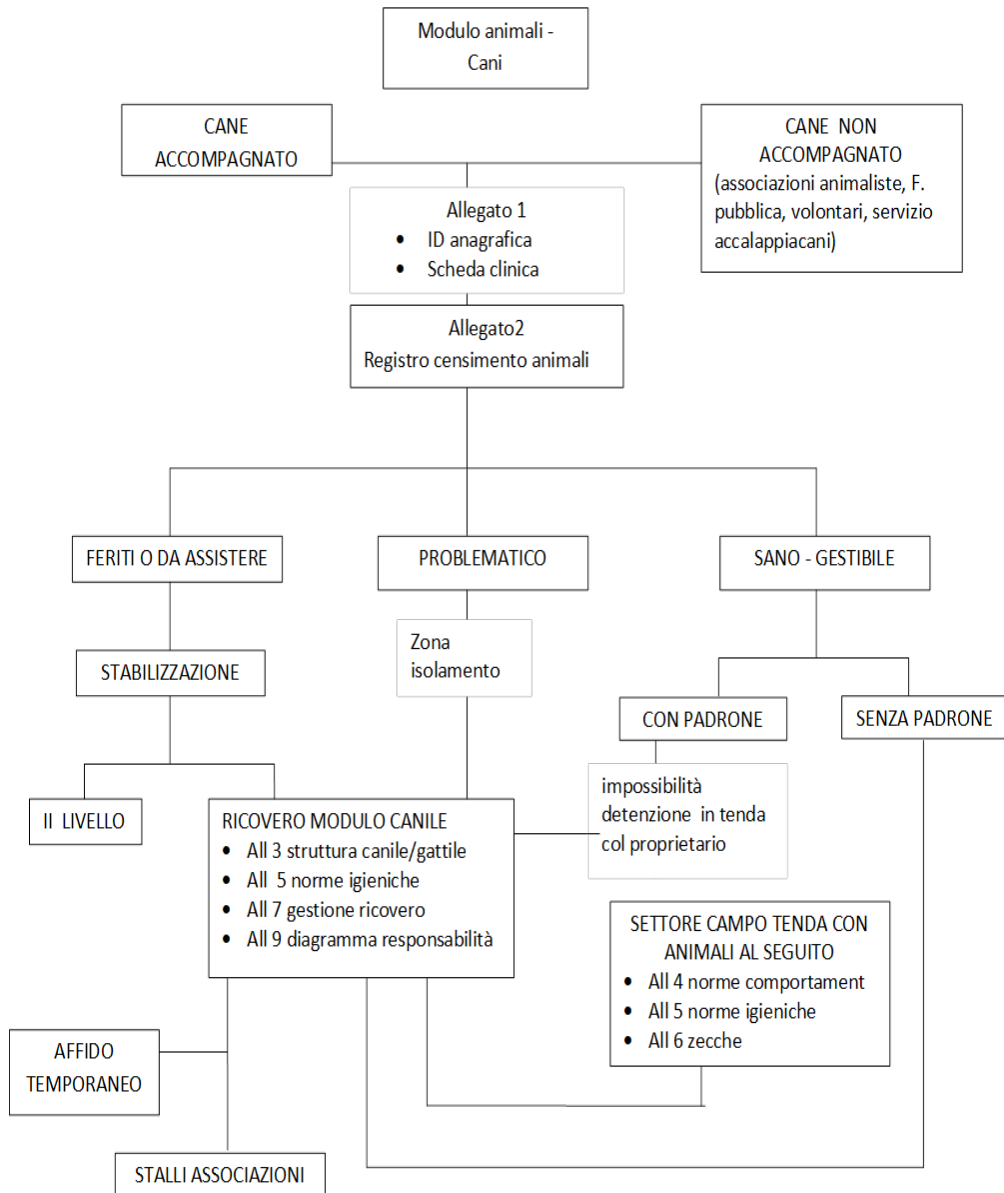 Modulo animali -
Cani
CANE
ACCOMPAGNATO
CANE NON
ACCOMPAGNATO
(associazioni animaliste, F.
pubblica, volontari, servizio
accalappiacani)
Allegato 1
• ID anagrafica
• Scheda clinica
Allegato2
Registro censimento animali
FERITI O DA ASSISTERE
PROBLEMATICO
SANO - GESTIBILE
Zona
isolamento
STABILIZZAZIONE
CON PADRONE
SENZA PADRONE
II LIVELLO
RICOVERO MODULO CANILE
• All 3 struttura canile/gattile
• All 5 norme igieniche
• All 7 gestione ricovero
• All 9 diagramma responsabilità
impossibilità
detenzione in tenda
col proprietario
SETTORE CAMPO TENDA CON
ANIMALI AL SEGUITO
• All 4 norme comportament
• All 5 norme igieniche
• All 6 zecche
AFFIDO
TEMPORANEO
STALLI ASSOCIAZIONI